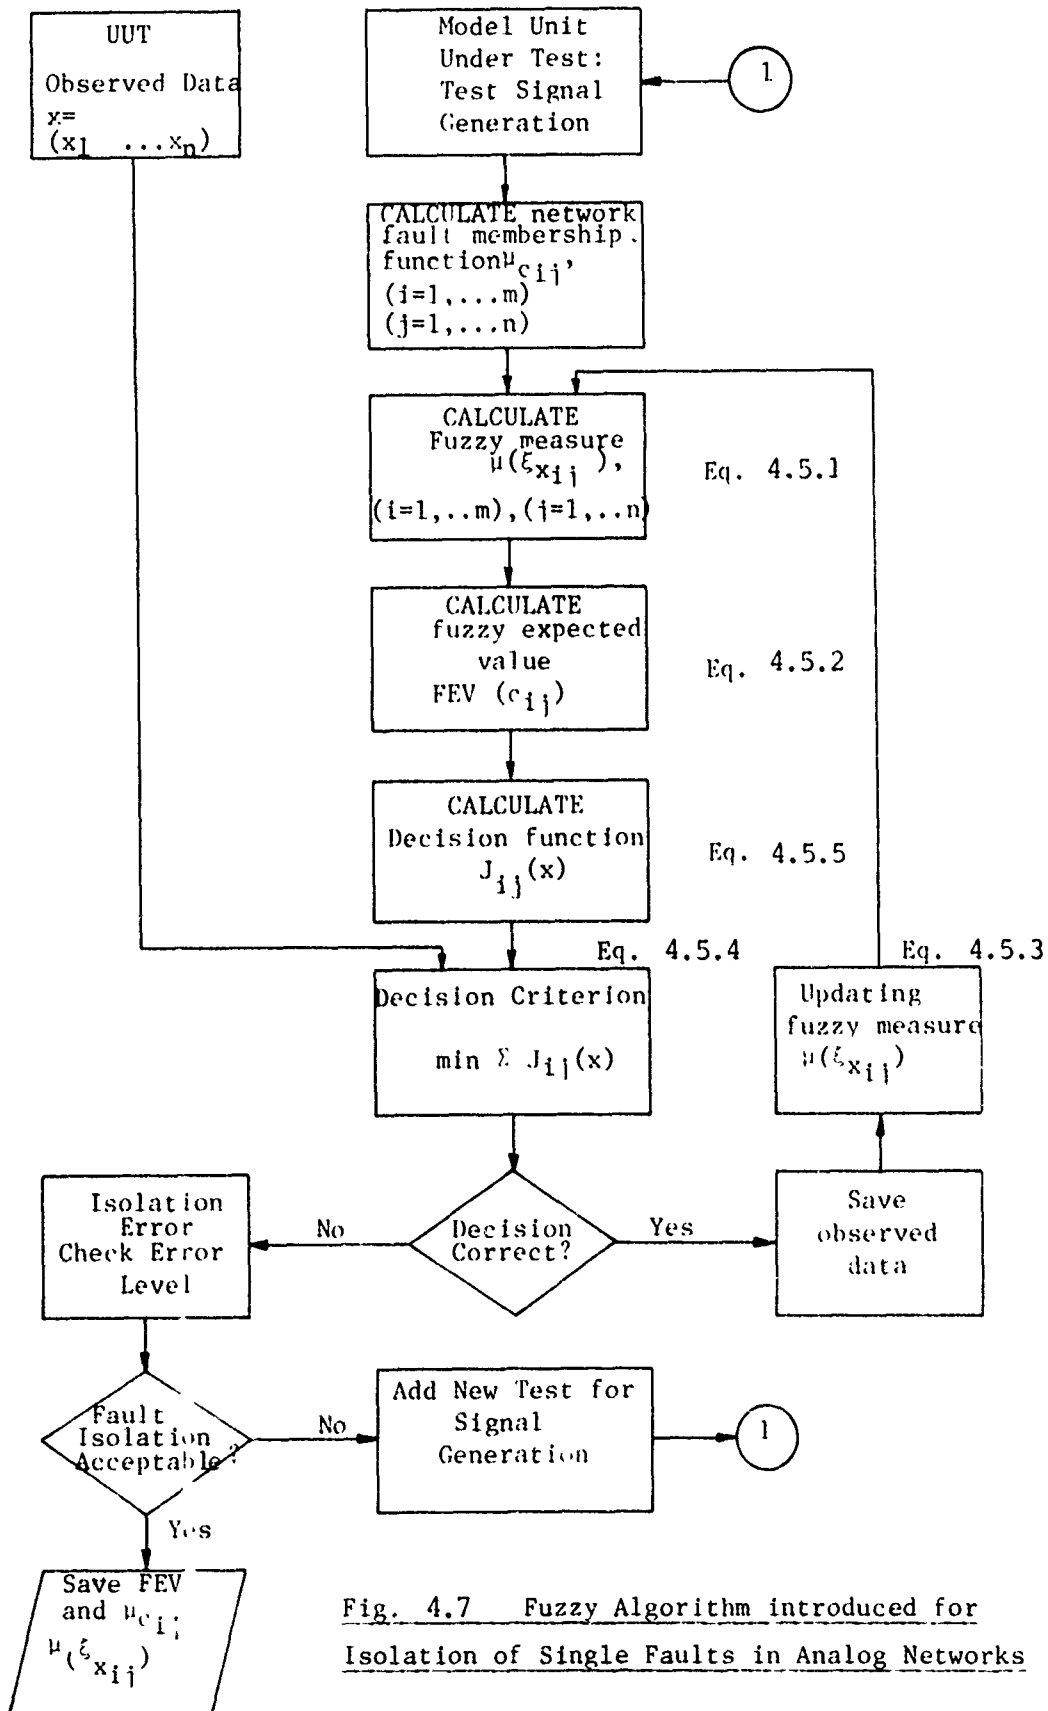 UUT
Observed Data
x=
(x1 ...xn)
Model Unit
Under Test:
Test Signal
Generation
1
CALCULATE network
fault membership.
functionμcij,
(i=1,...m)
(j=1,...n)
CALCULATE
Fuzzy measure
μ(ξxij),
(i=1,..m),(j=1,..n)
Eq. 4.5.1
CALCULATE
fuzzy expected
value
FEV (cij)
Eq. 4.5.2
CALCULATE
Decision function
Jij(x)
Eq. 4.5.5
Eq. 4.5.4
Eq. 4.5.3
Decision Criterion
min Σ Jij(x)
Updating
fuzzy measure
μ(ξxij)
Isolation
Error
Check Error
Level
No
Decision
Correct?
Yes
Save
observed
data
Fault
Isolation
Acceptable?
No
Add New Test for
Signal
Generation
1
Yes
Save FEV
and μcij
μ(ξxij)
Fig. 4.7 Fuzzy Algorithm introduced for
Isolation of Single Faults in Analog Networks